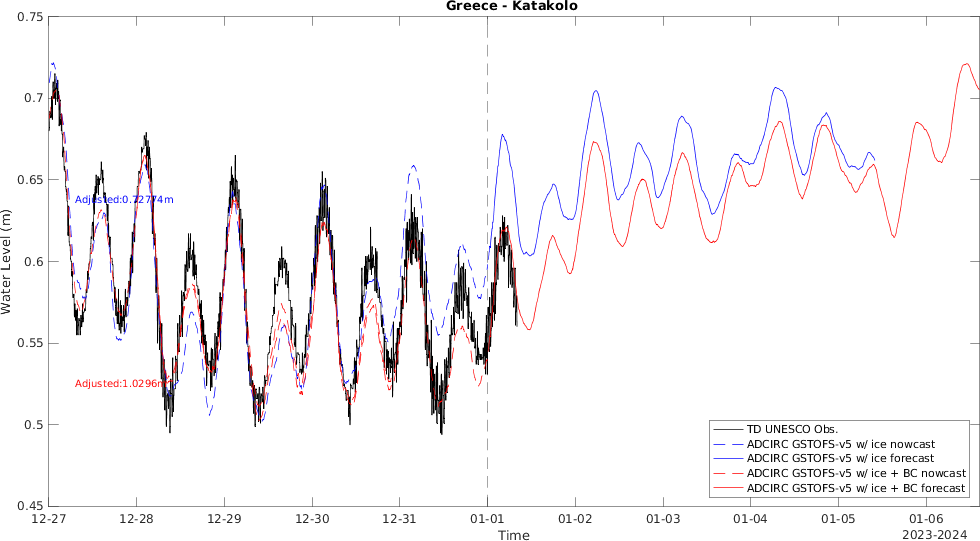 Greece - Katakolo
0.75
0.7
0.65
0.6
0.55
0.5
0.45
Water Level (m)
Adjusted:0.72774m
Adjusted:1.0296m
TD UNESCO Obs.
ADCIRC GSTOFS-v5 w/ ice nowcast
ADCIRC GSTOFS-v5 w/ ice forecast
ADCIRC GSTOFS-v5 w/ ice + BC nowcast
ADCIRC GSTOFS-v5 w/ ice + BC forecast
12-27 12-28 12-29 12-30 12-31 01-01 01-02 01-03 01-04 01-05 01-06
Time
2023-2024